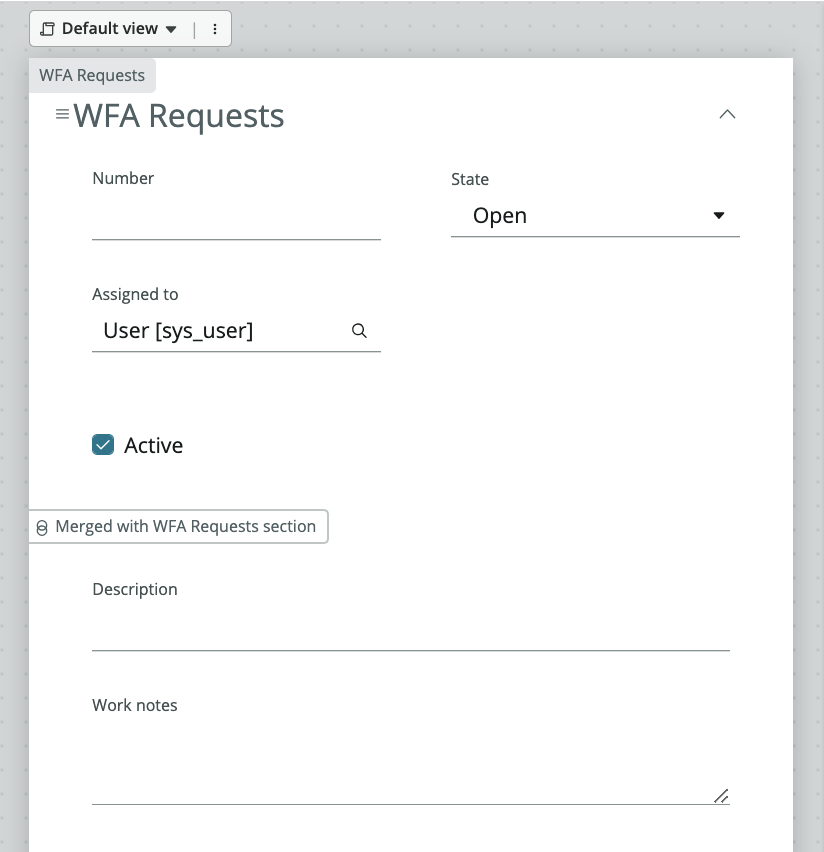 Default view
WFA Requests
WFA Requests
Number
State
Open
Assigned to
User [sys_user]
Active
Merged with WFA Requests section
Description
Work notes